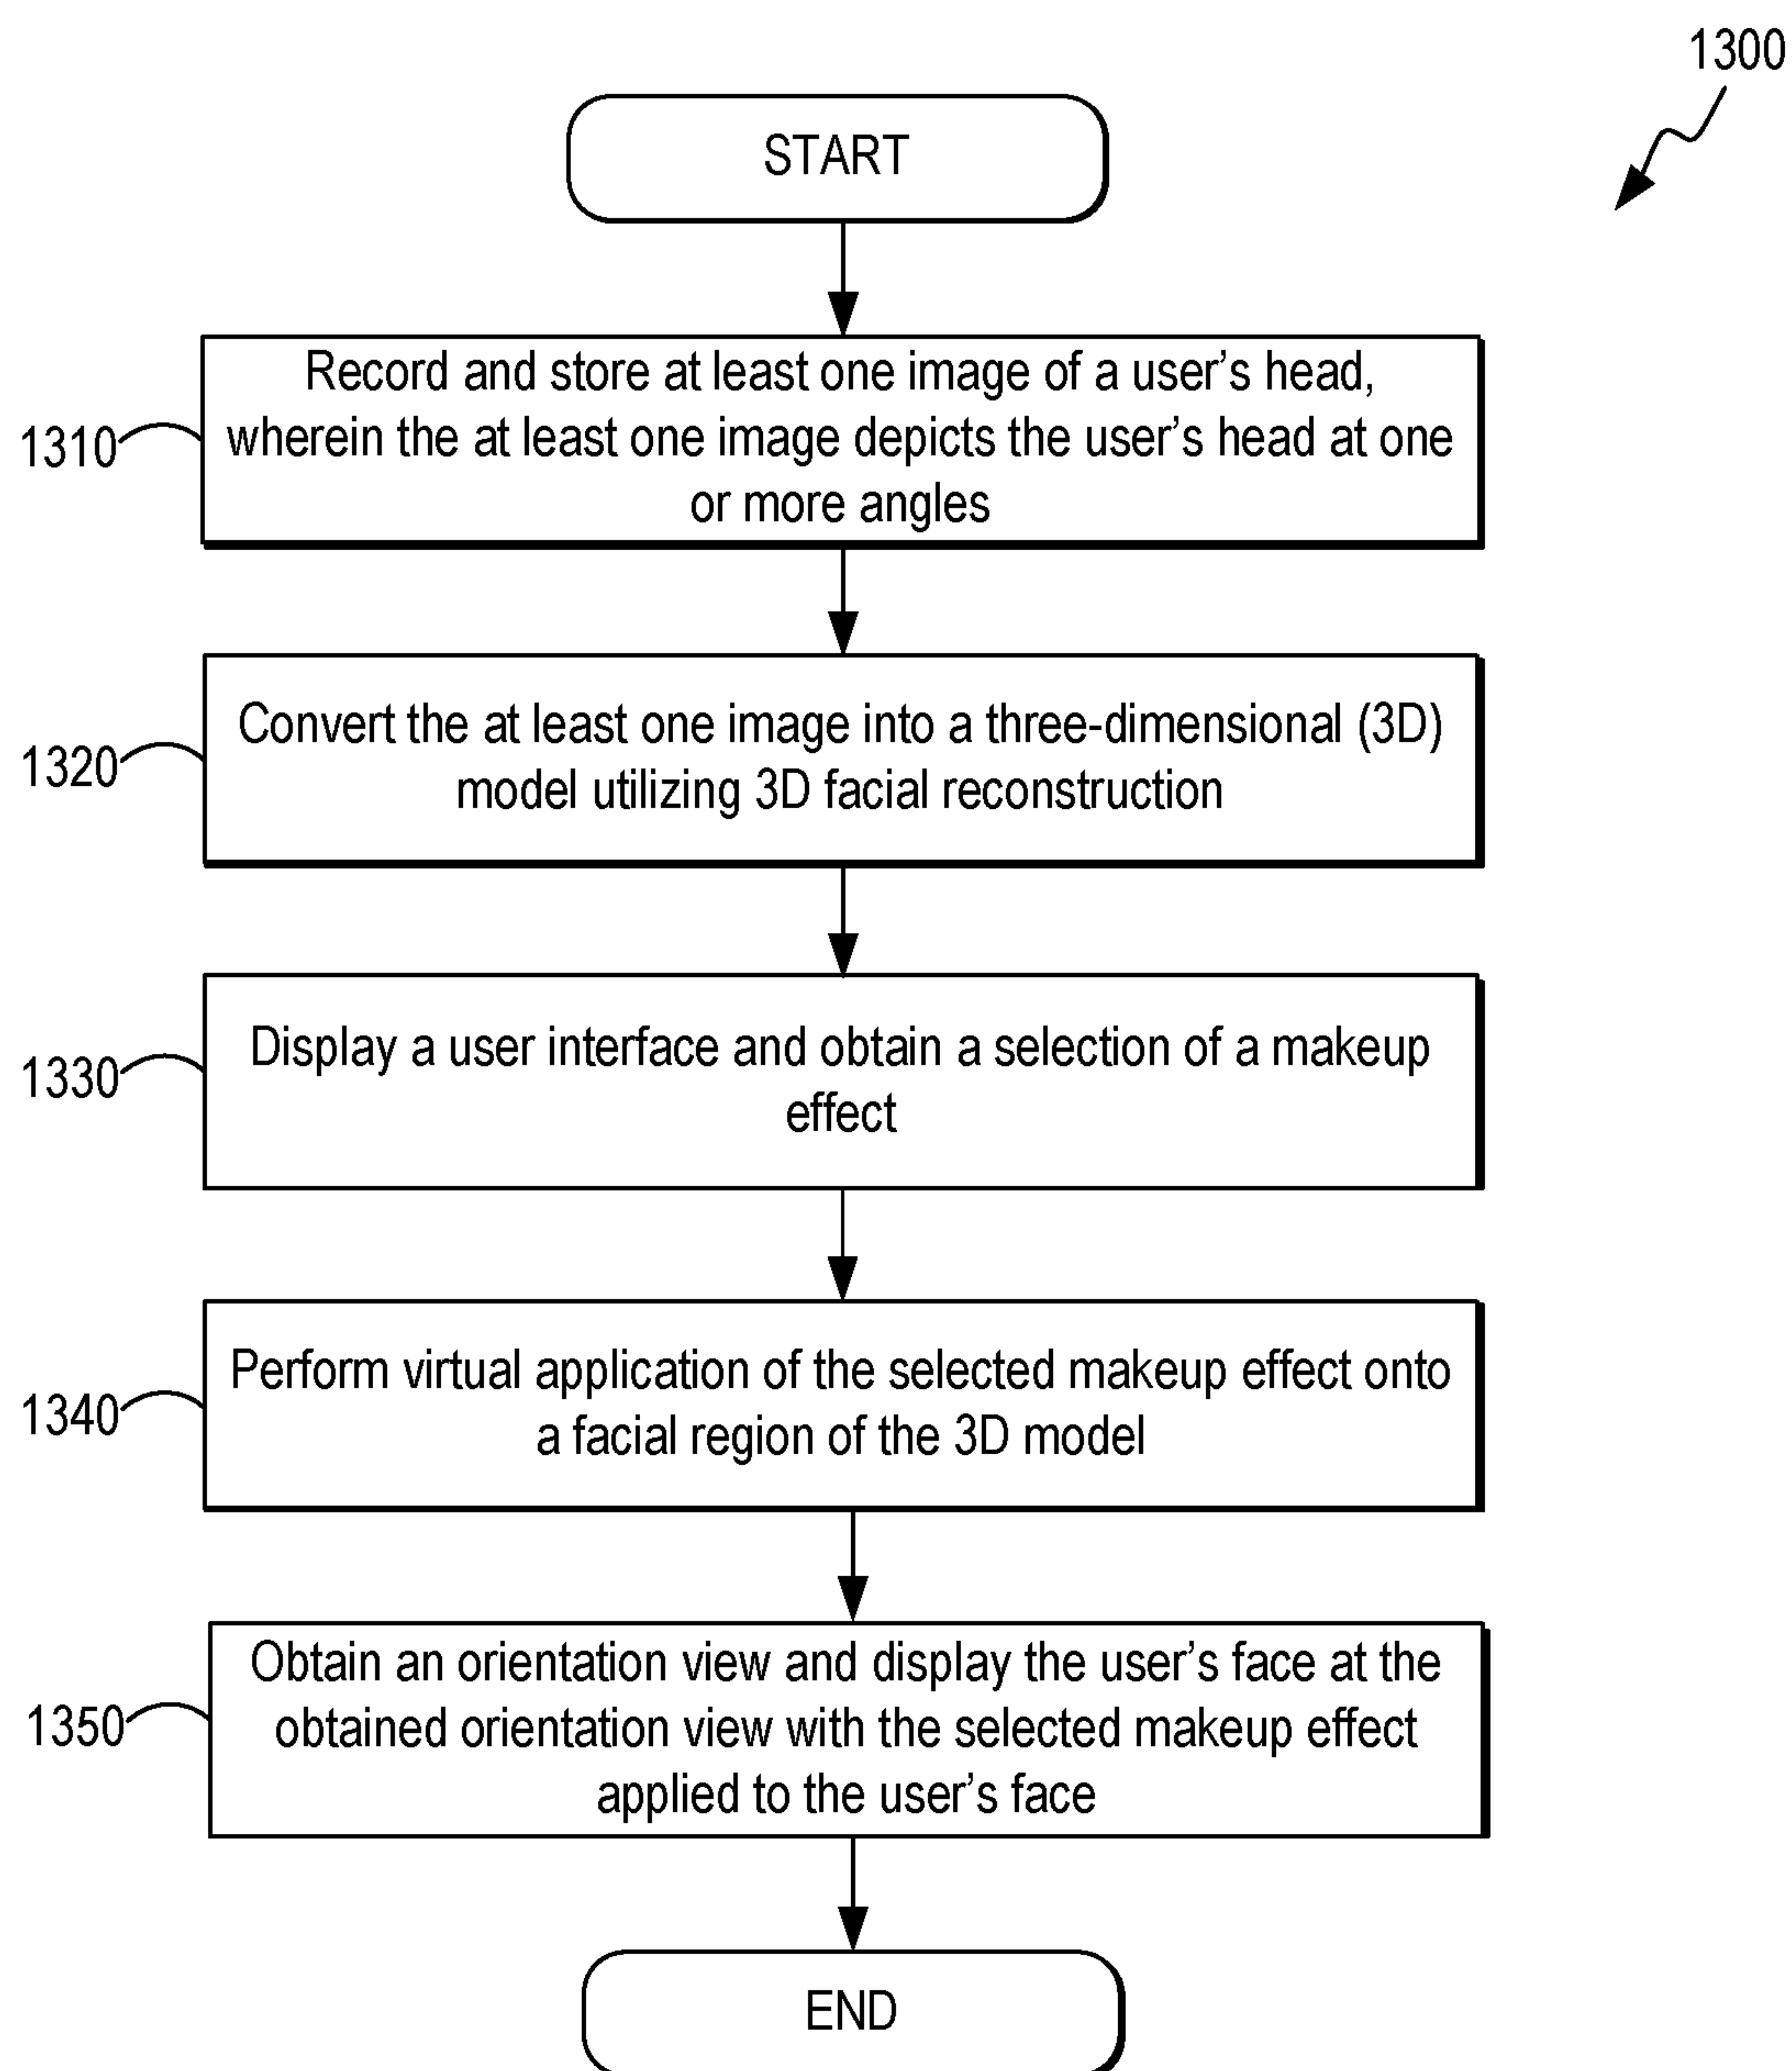 1300
START
Record and store at least one image of a user's head,
wherein the at least one image depicts the user's head at one
or more angles
1310
Convert the at least one image into a three-dimensional (3D)
model utilizing 3D facial reconstruction
1320
Display a user interface and obtain a selection of a makeup
effect
1330
Perform virtual application of the selected makeup effect onto
a facial region of the 3D model
1340
Obtain an orientation view and display the user's face at the
obtained orientation view with the selected makeup effect
applied to the user's face
1350
END